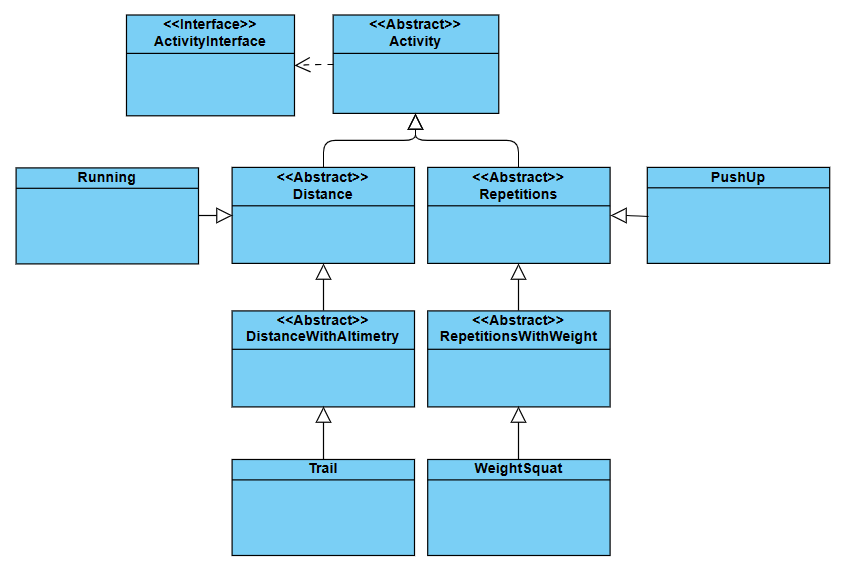 <<Interface>>
ActivityInterface
<<Abstract>>
Activity
Running
<<Abstract>>
Distance
<<Abstract>>
Repetitions
PushUp
<<Abstract>>
DistanceWithAltimetry
<<Abstract>>
RepetitionsWithWeight
Trail
WeightSquat